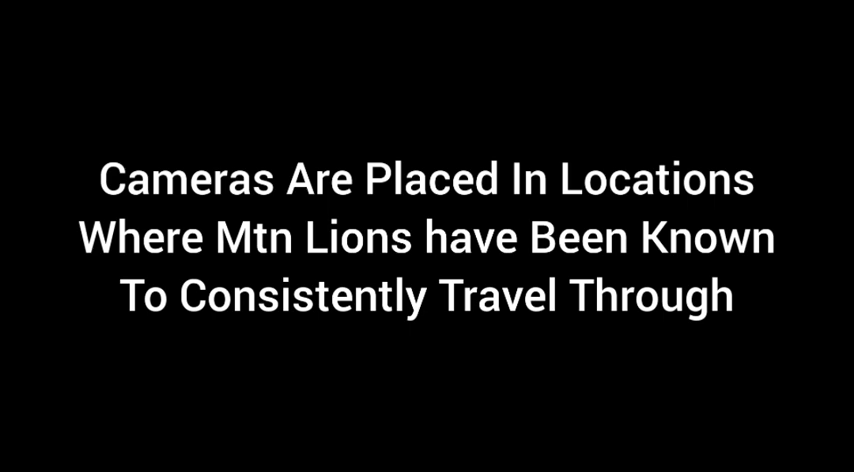 Cameras Are Placed In Locations
Where Mtn Lions have Been Known
To Consistently Travel Through